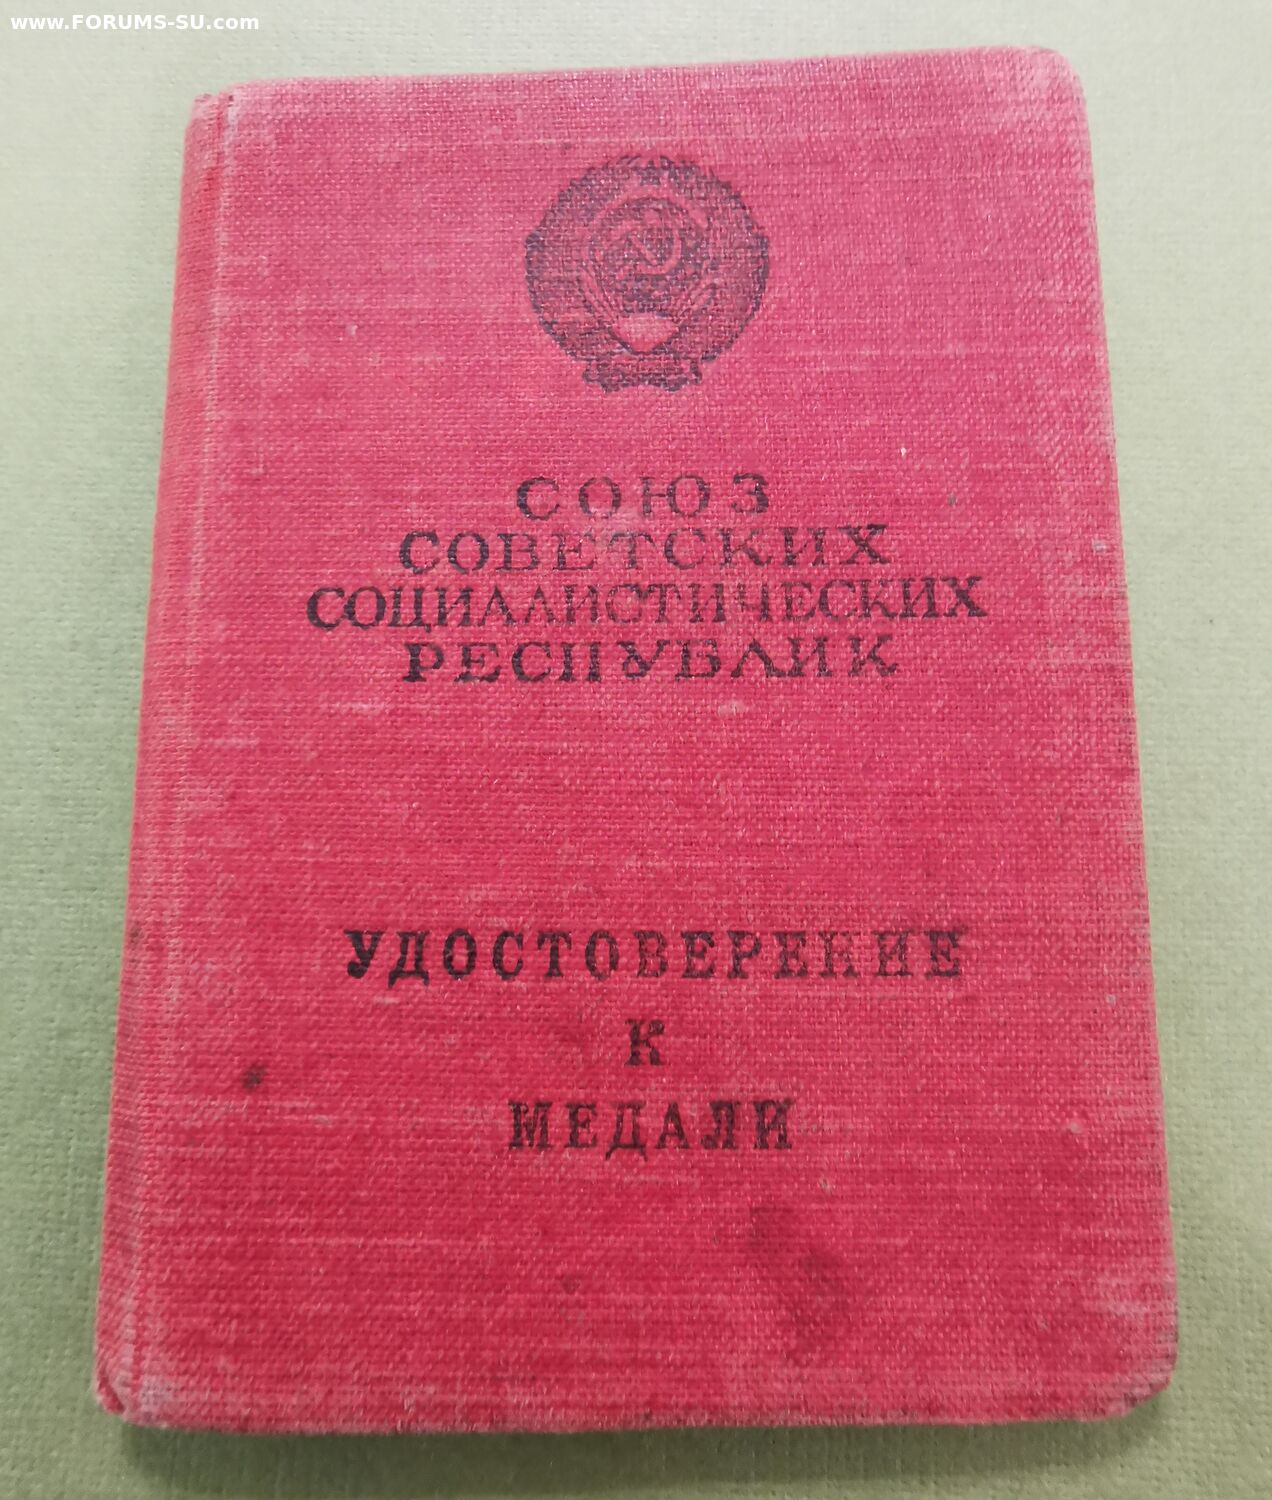 www.FORUMS-SU.com
СОЮЗ
СОВЕТСКИХ
СОЦИАЛИСТИЧЕСКИХ
РЕСПУБЛИК
УДОСТОВЕРЕНИЕ
К
МЕДАЛИ